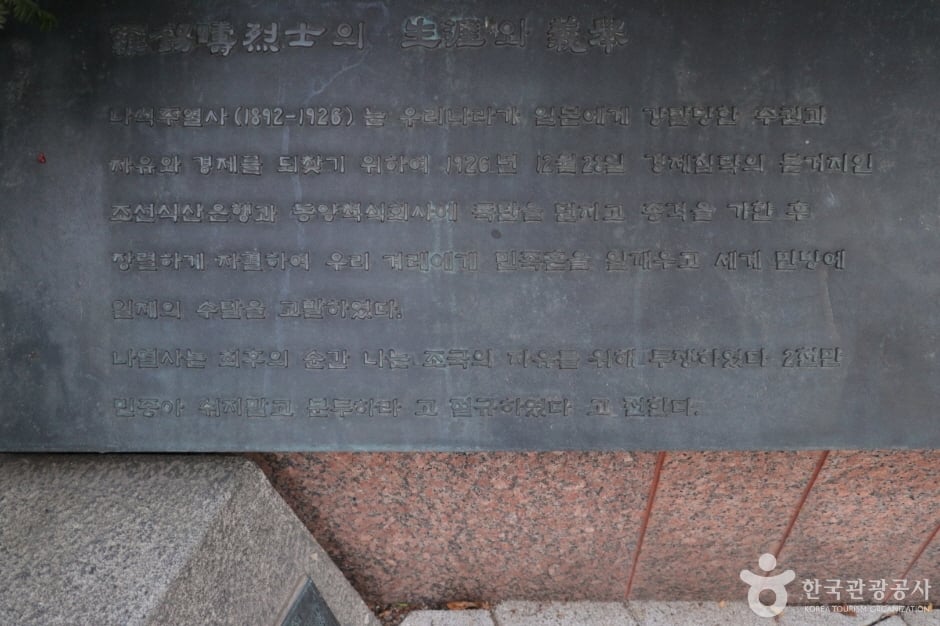 羅錫疇烈士의 生涯와 義擧
나석주열사(1892-1926)는 우리나라가 일본에게 강탈당한 주권과
자유와 경제를 되찾기 위하여 1926년 12월28일 강제침탈의 본거지인
조선식산은행과 동양척식회사에 폭탄을 던지고 총격을 가한 후
장렬하게 자결하여 우리 겨레에게 민족혼을 일깨우고 세계 만방에
일제의 수탈을 고발하였다.
나열사는 최후의 순간 나는 조국의 자유를 위해 투쟁하였다 2천만
민중아 쉬지말고 분투하라 고 절규하였다 고 전한다.
한국관광공사
KOREA TOURISM ORGANIZATION